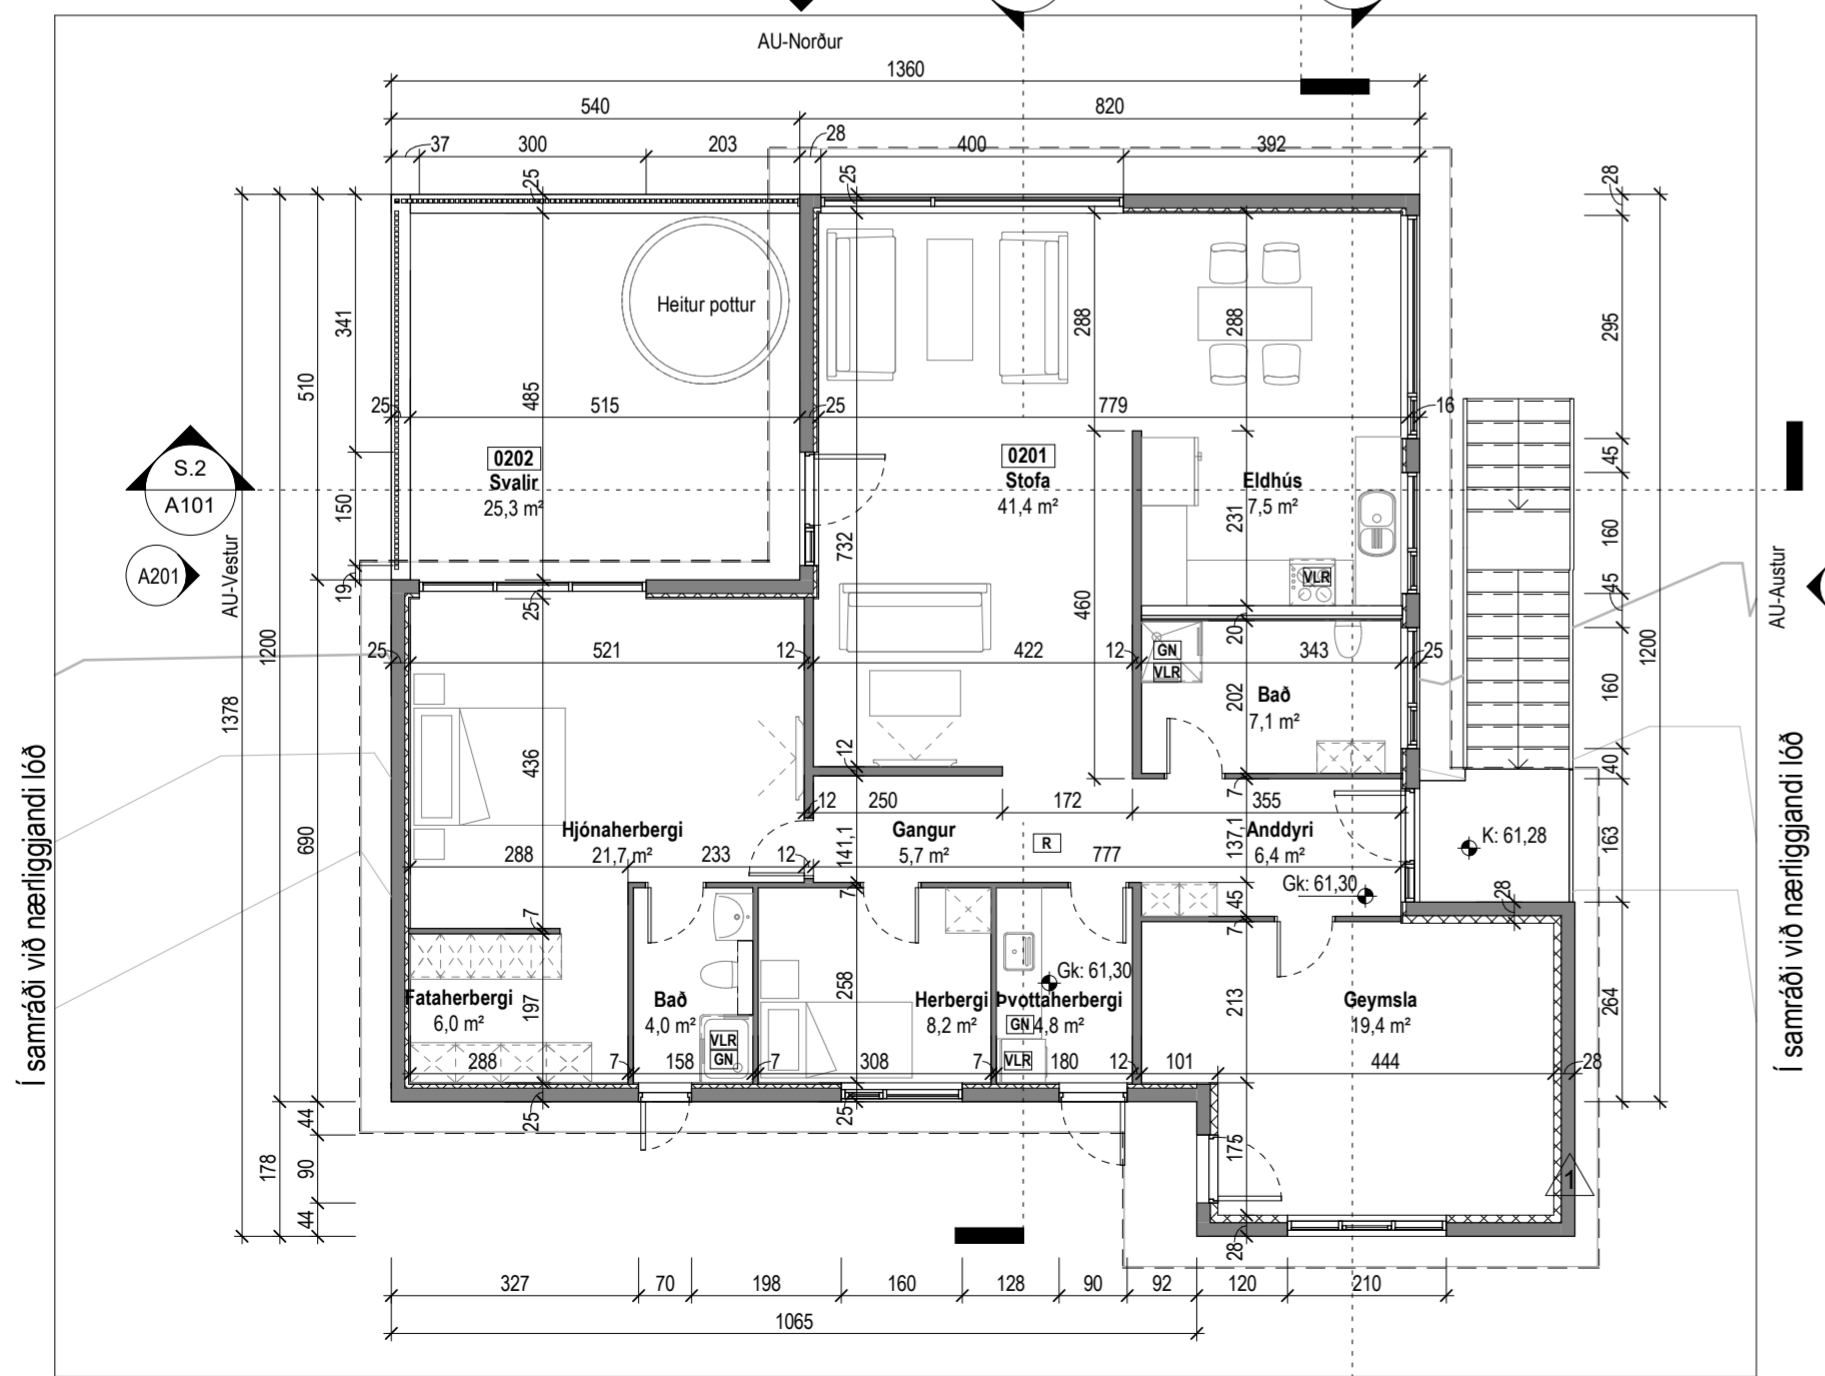 AU-Norður
1360
540
820
37
300
203
28
400
392
25
25
28
341
510
485
288
288
295
Heitur pottur
25
515
25
779
16
S.2
A101
0202
Svalir
25,3 m²
0201
Stofa
41,4 m²
Eldhús
7,5 m²
45
150
732
231
160
A201
AU-Vestur
19
25
VLR
45
AU-Austur
1200
460
20
1200
25
521
12
422
12
GN
VLR
343
25
1378
202
Bað
7,1 m²
160
436
12
40
7
12
250
172
355
690
Hjónaherbergi
21,7 m²
Gangur
5,7 m²
R
Anddyri
6,4 m²
K: 61,28
163
288
233
12
141,1
777
137,1
Gk: 61,30
Í samráði við nærliggjandi lóð
Í samráði við nærliggjandi lóð
7
7
45
7
28
Gk: 61,30
Fataherbergi
6,0 m²
197
Bað
4,0 m²
258
Herbergi
8,2 m²
Þvottaherbergi
GN
4,8 m²
213
Geymsla
19,4 m²
264
VLR
GN
VLR
288
7
158
7
308
7
180
12
101
444
28
44
25
25
178
90
175
1
44
28
327
70
198
160
128
90
92
120
210
1065